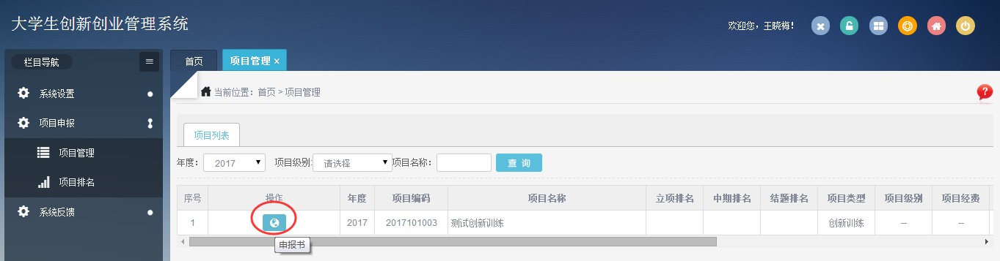 大学生创新创业管理系统
欢迎您，王晓梅！
栏目导航
首页
项目管理 ×
系统设置
当前位置：首页 > 项目管理
?
项目申报
项目列表
项目管理
年度： 2017 项目级别: 请选择 项目名称： 查 询
项目排名
序号 操作 年度 项目编码 项目名称 立项排名 中期排名 结题排名 项目类型 项目级别 项目经费
系统反馈
1 2017 2017101003 测试创新训练 创新训练 -- --
申报书